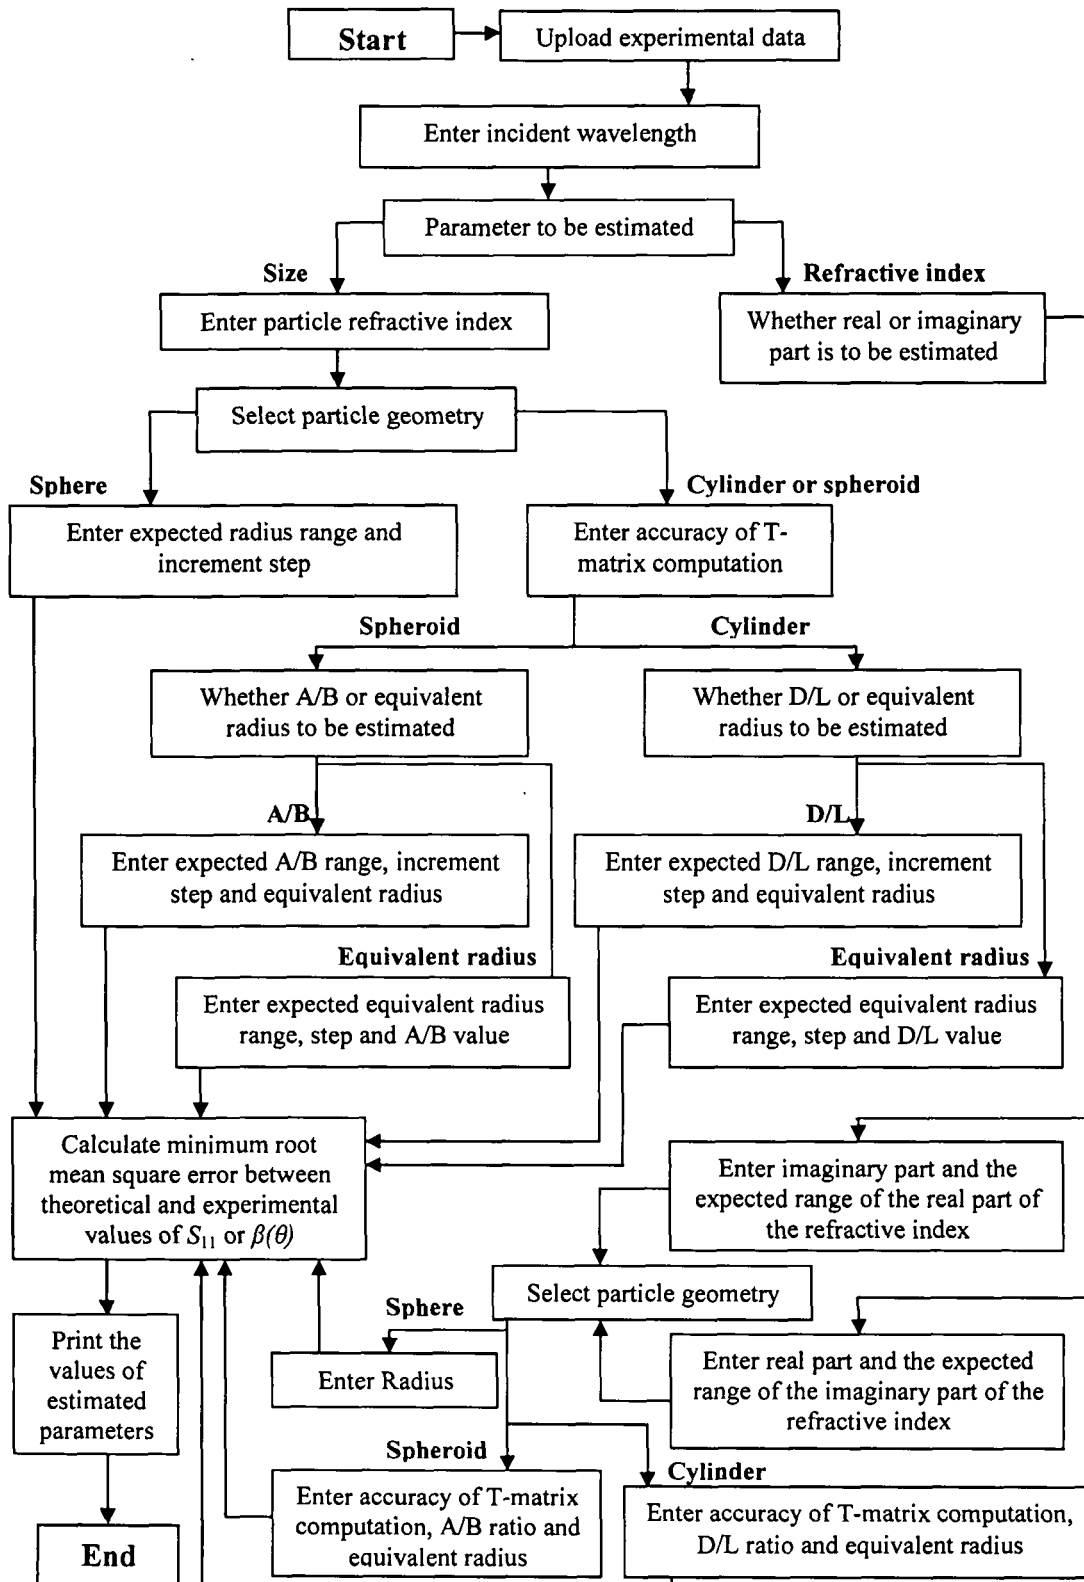 Start
Upload experimental data
Enter incident wavelength
Parameter to be estimated
Size
Refractive index
Enter particle refractive index
Whether real or imaginary
part is to be estimated
Select particle geometry
Sphere
Cylinder or spheroid
Enter expected radius range and
increment step
Enter accuracy of T-
matrix computation
Spheroid
Cylinder
Whether A/B or equivalent
radius to be estimated
Whether D/L or equivalent
radius to be estimated
A/B
D/L
Enter expected A/B range, increment
step and equivalent radius
Enter expected D/L range, increment
step and equivalent radius
Equivalent radius
Equivalent radius
Enter expected equivalent radius
range, step and A/B value
Enter expected equivalent radius
range, step and D/L value
Calculate minimum root
mean square error between
theoretical and experimental
values of S₁₁ or β(θ)
Enter imaginary part and the
expected range of the real part of
the refractive index
Select particle geometry
Sphere
Print the
values of
estimated
parameters
Enter Radius
Enter real part and the expected
range of the imaginary part of the
refractive index
Spheroid
Cylinder
Enter accuracy of T-matrix
computation, A/B ratio and
equivalent radius
Enter accuracy of T-matrix computation,
D/L ratio and equivalent radius
End